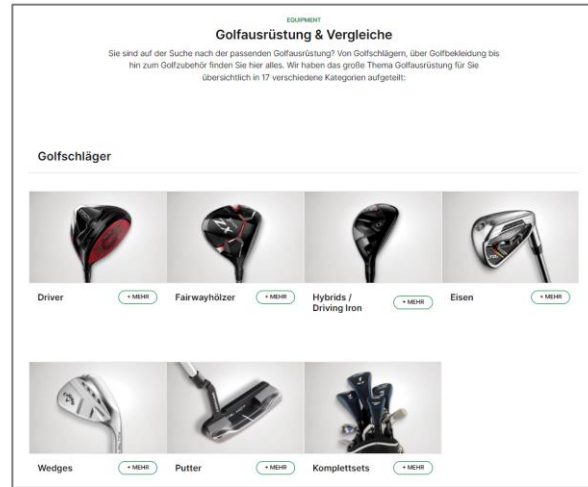 EQUIPMENT
Golfausrüstung & Vergleiche
Sie sind auf der Suche nach der passenden Golfausrüstung? Von Golfschlägern, über Golfbekleidung bis
hin zum Golfzubehör finden Sie hier alles. Wir haben das große Thema Golfausrüstung für Sie
übersichtlich in 17 verschiedene Kategorien aufgeteilt:
Golfschläger
Driver + MEHR Fairwayhölzer + MEHR Hybrids / + MEHR Eisen + MEHR
Driving Iron
Wedges + MEHR Putter + MEHR Komplettsets + MEHR